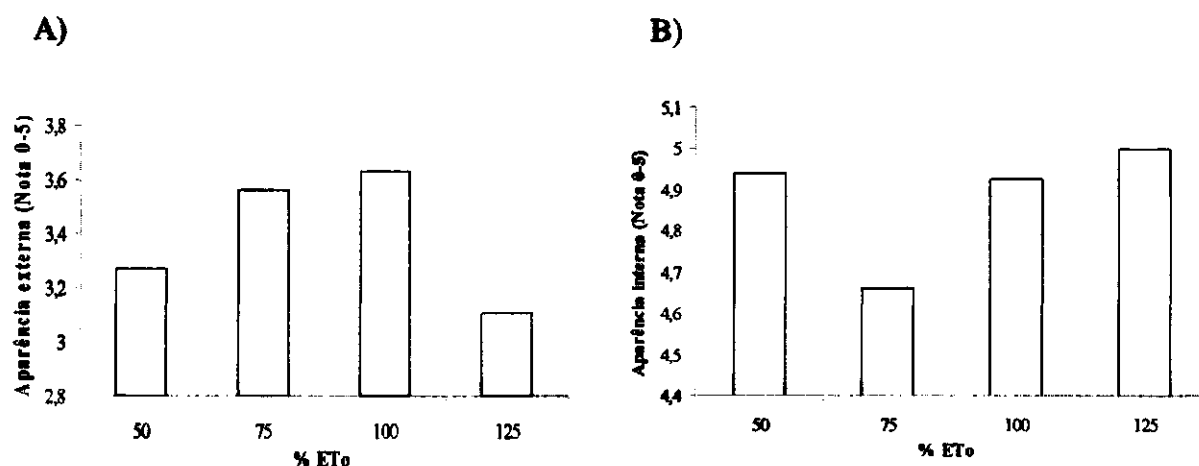 A)
Aparência externa (Nota 0-5)
3,8
3,6
3,4
3,2
3
2,8
50 75 100 125
% ETo
B)
Aparência interna (Nota 0-5)
5,1
5
4,9
4,8
4,7
4,6
4,5
4,4
50 75 100 125
% ETo